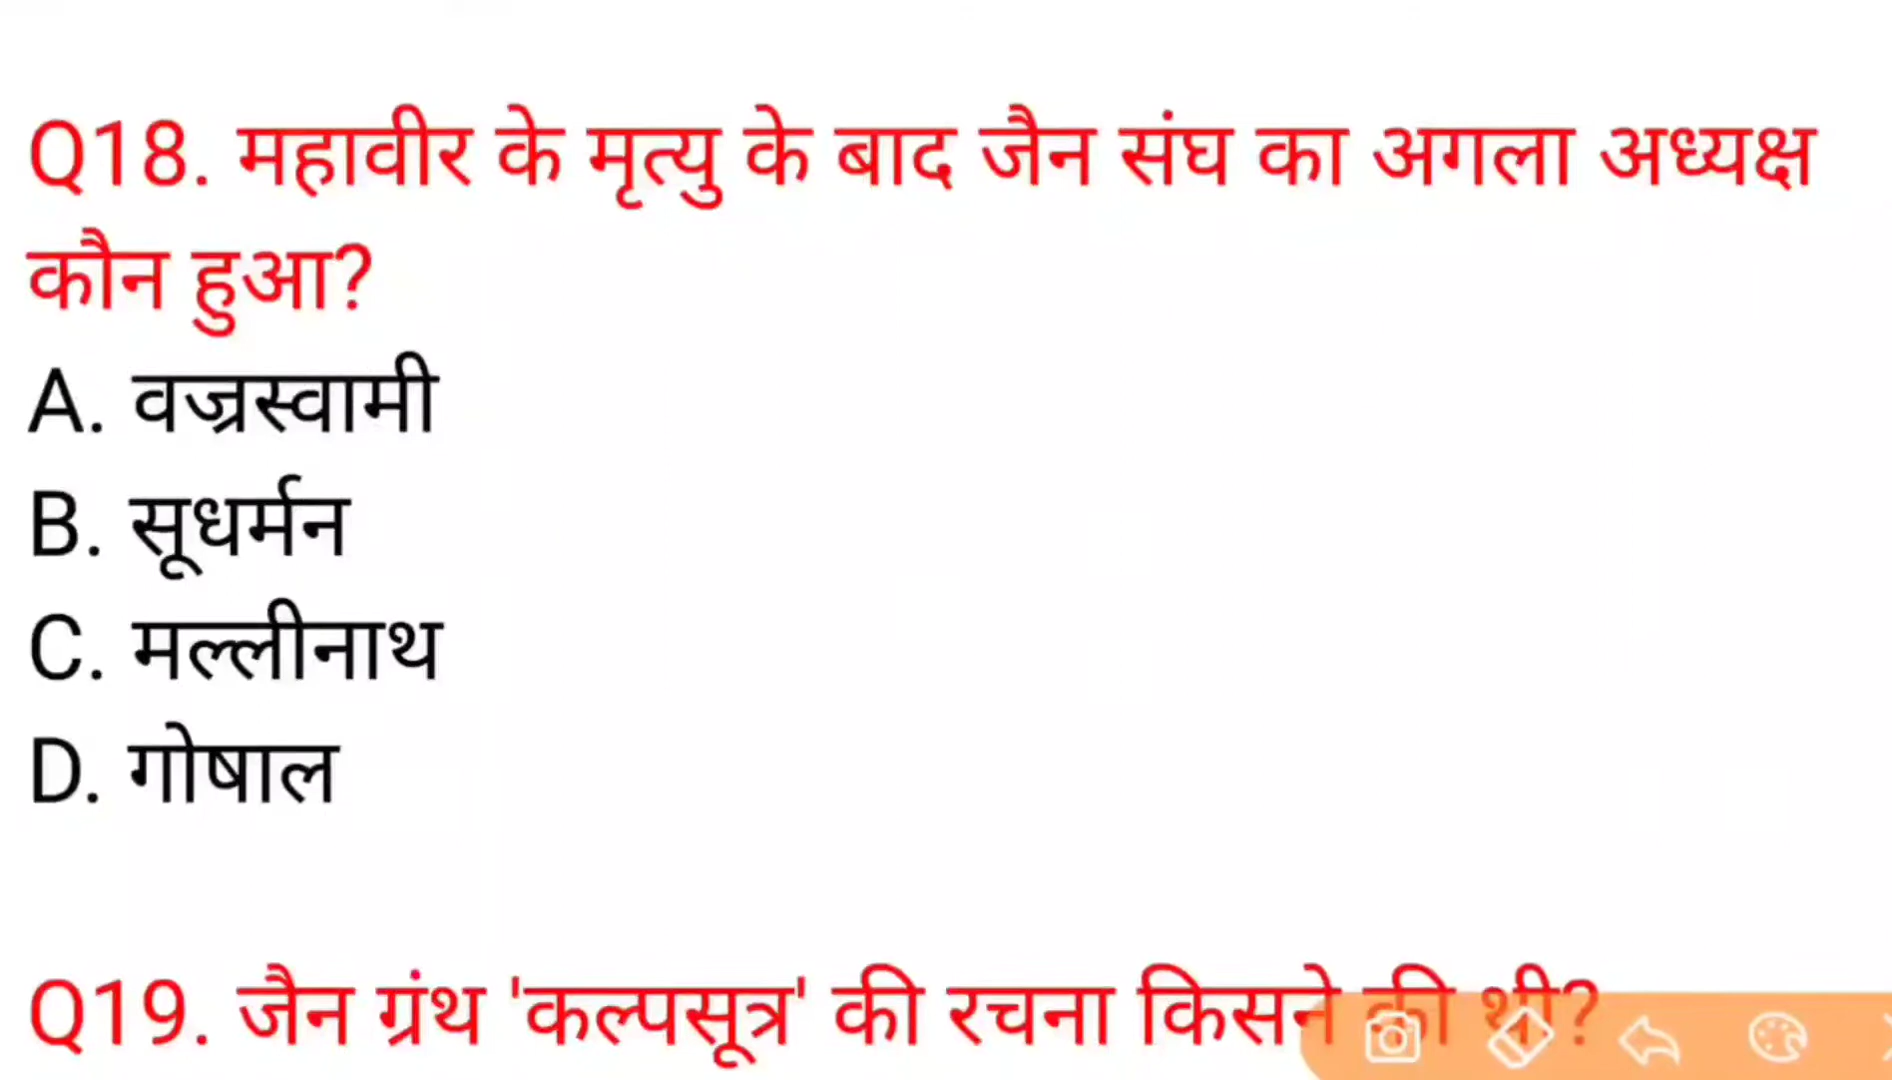 Q18. महावीर के मृत्यु के बाद जैन संघ का अगला अध्यक्ष
कौन हुआ?
A. वज्रस्वामी
B. सूधर्मन
C. मल्लीनाथ
D. गोषाल
Q19. जैन ग्रंथ 'कल्पसूत्र' की रचना किसने की थी?